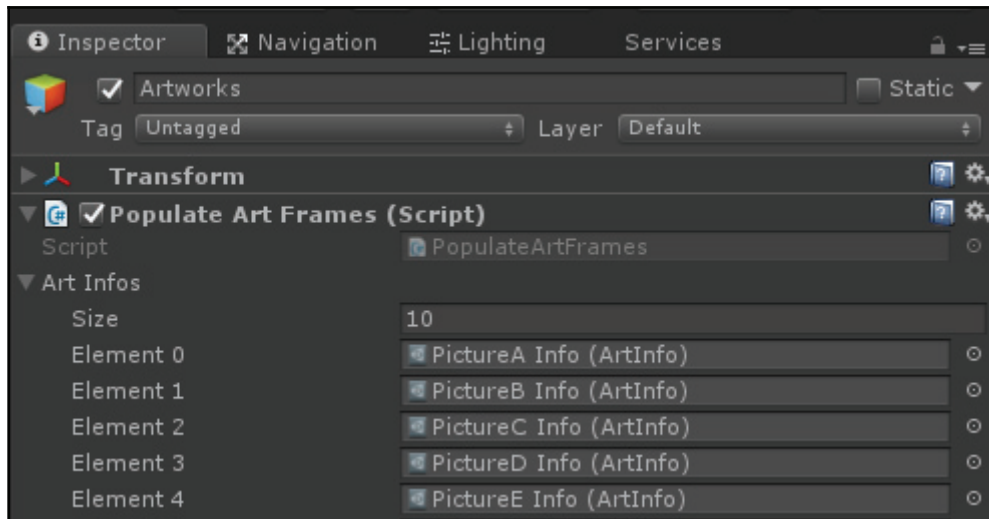 Inspector Navigation Lighting Services
Artworks Static
Tag Untagged Layer Default
Transform
Populate Art Frames (Script)
Script PopulateArtFrames
Art Infos
Size 10
Element 0 PictureA Info (ArtInfo)
Element 1 PictureB Info (ArtInfo)
Element 2 PictureC Info (ArtInfo)
Element 3 PictureD Info (ArtInfo)
Element 4 PictureE Info (ArtInfo)